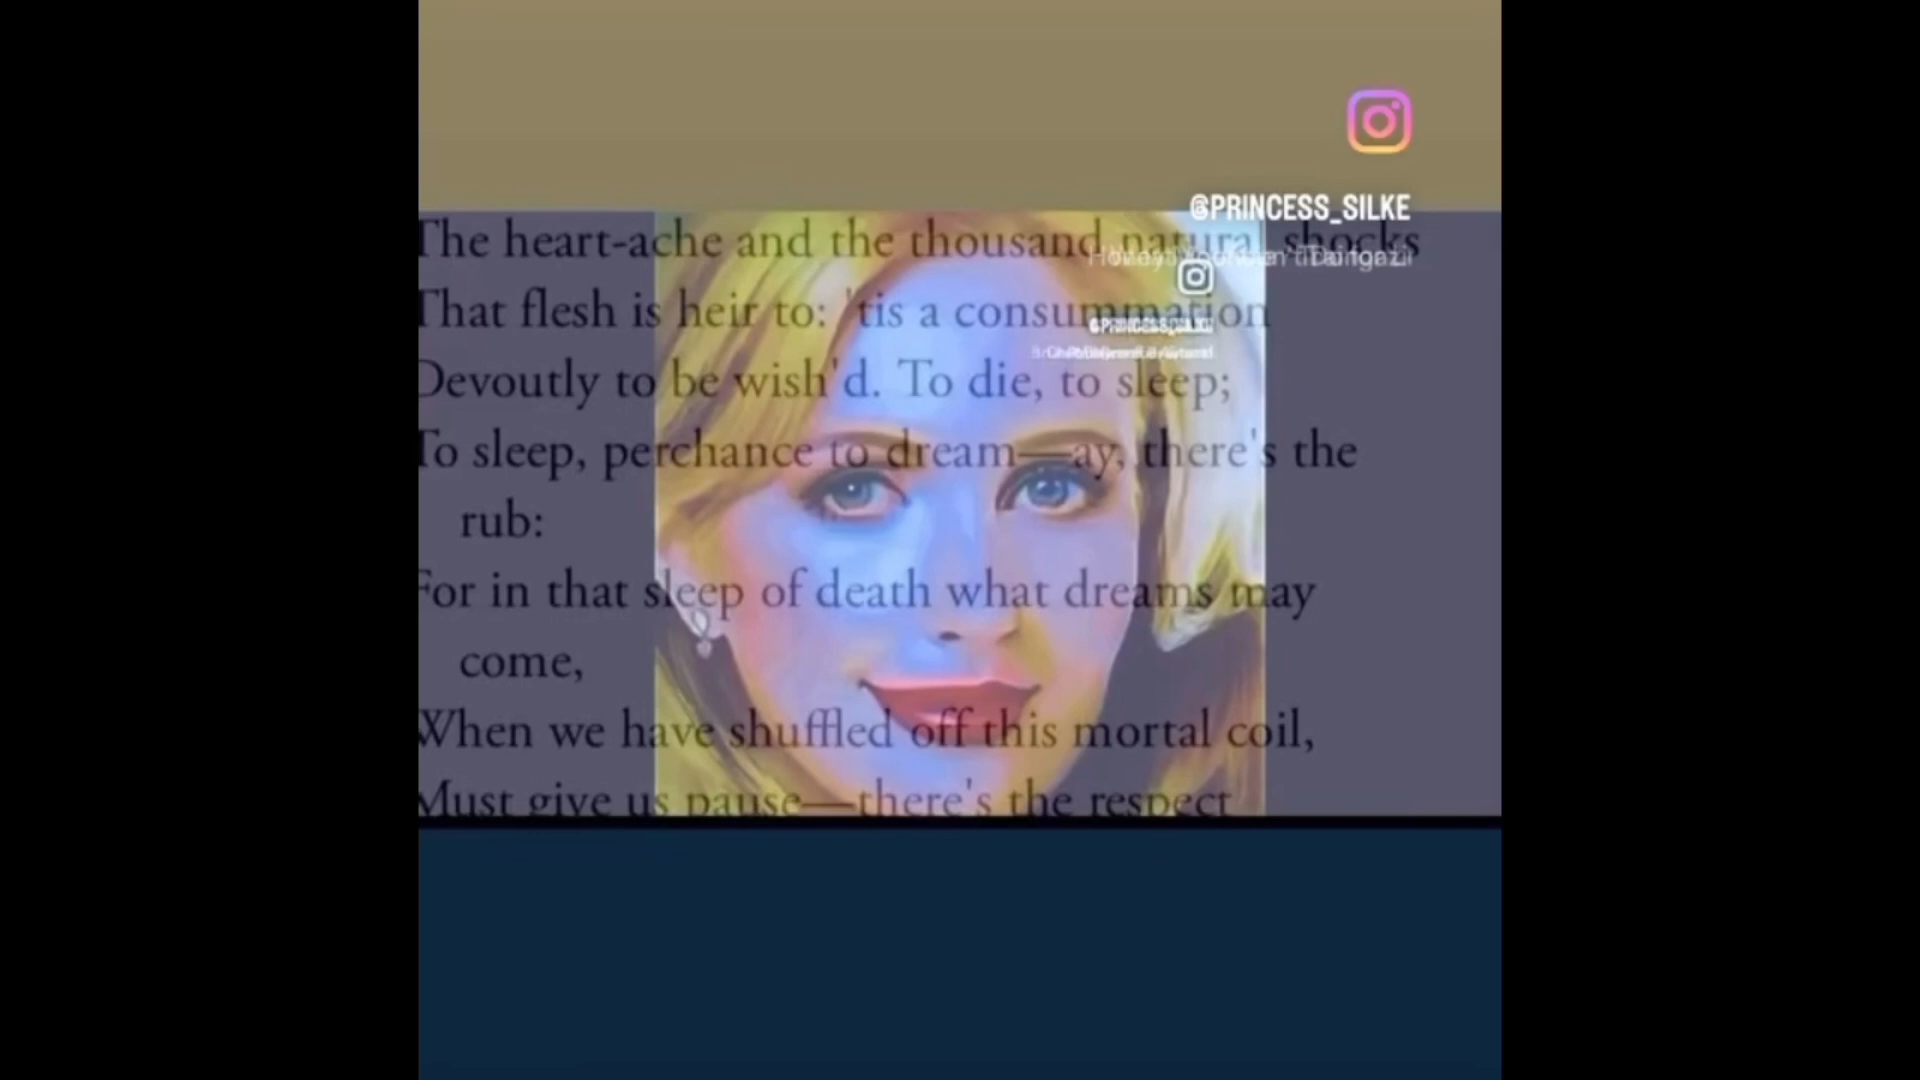 @PRINCESS_SILKE
The heart-ache and the thousand natural shocks
That flesh is heir to: 'tis a consummation
Devoutly to be wish'd. To die, to sleep;
To sleep, perchance to dream—ay, there's the
rub:
For in that sleep of death what dreams may
come,
When we have shuffled off this mortal coil,
Must give us pause—there's the respect